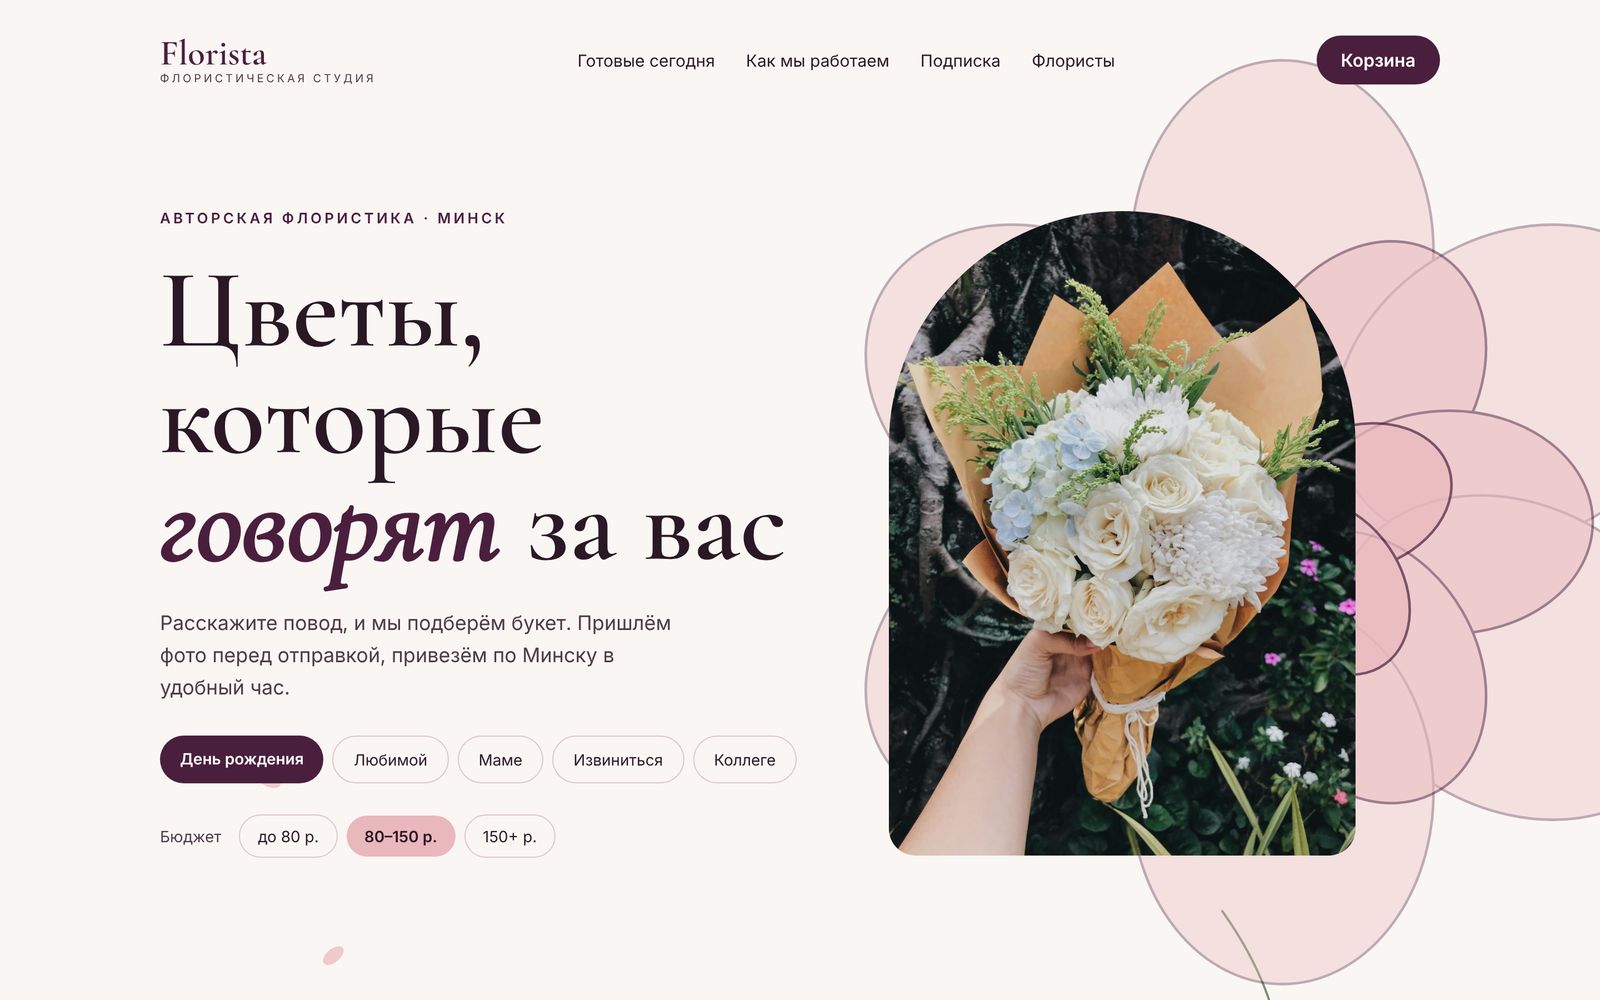 Florista
ФЛОРИСТИЧЕСКАЯ СТУДИЯ
Готовые сегодня
Как мы работаем
Подписка
Флористы
Корзина
АВТОРСКАЯ ФЛОРИСТИКА · МИНСК
Цветы,
которые
говорят за вас
Расскажите повод, и мы подберём букет. Пришлём
фото перед отправкой, привезём по Минску в
удобный час.
День рождения
Любимой
Маме
Извиниться
Коллеге
Бюджет
до 80 р.
80–150 р.
150+ р.